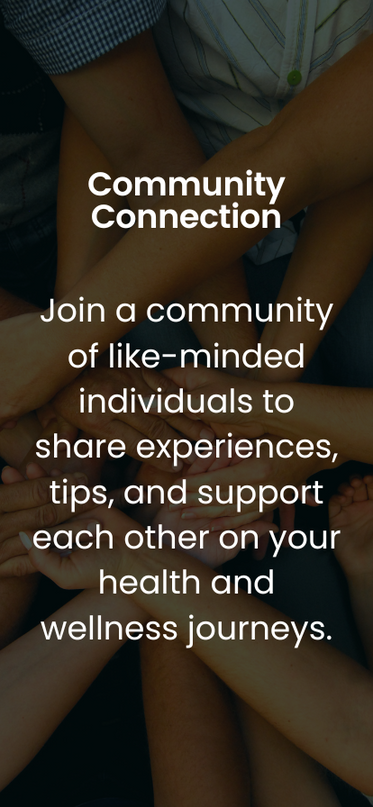 Community
Connection
Join a community
of like-minded
individuals to
share experiences,
tips, and support
each other on your
health and
wellness journeys.